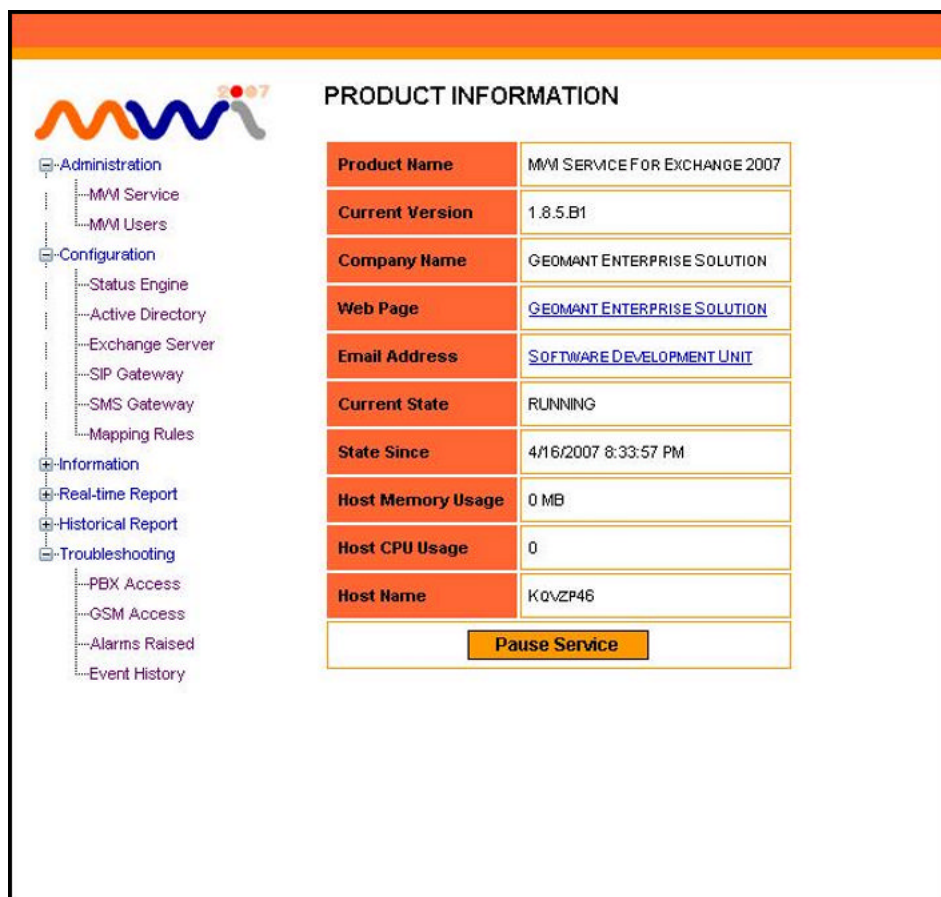 2007
MWi
PRODUCT INFORMATION
Administration
MWI Service
MWI Users
Configuration
Status Engine
Active Directory
Exchange Server
SIP Gateway
SMS Gateway
Mapping Rules
Information
Real-time Report
Historical Report
Troubleshooting
PBX Access
GSM Access
Alarms Raised
Event History
Product Name MWI SERVICE FOR EXCHANGE 2007
Current Version 1.8.5.B1
Company Name GEOMANT ENTERPRISE SOLUTION
Web Page GEOMANT ENTERPRISE SOLUTION
Email Address SOFTWARE DEVELOPMENT UNIT
Current State RUNNING
State Since 4/16/2007 8:33:57 PM
Host Memory Usage 0 MB
Host CPU Usage 0
Host Name KQVZP46
Pause Service